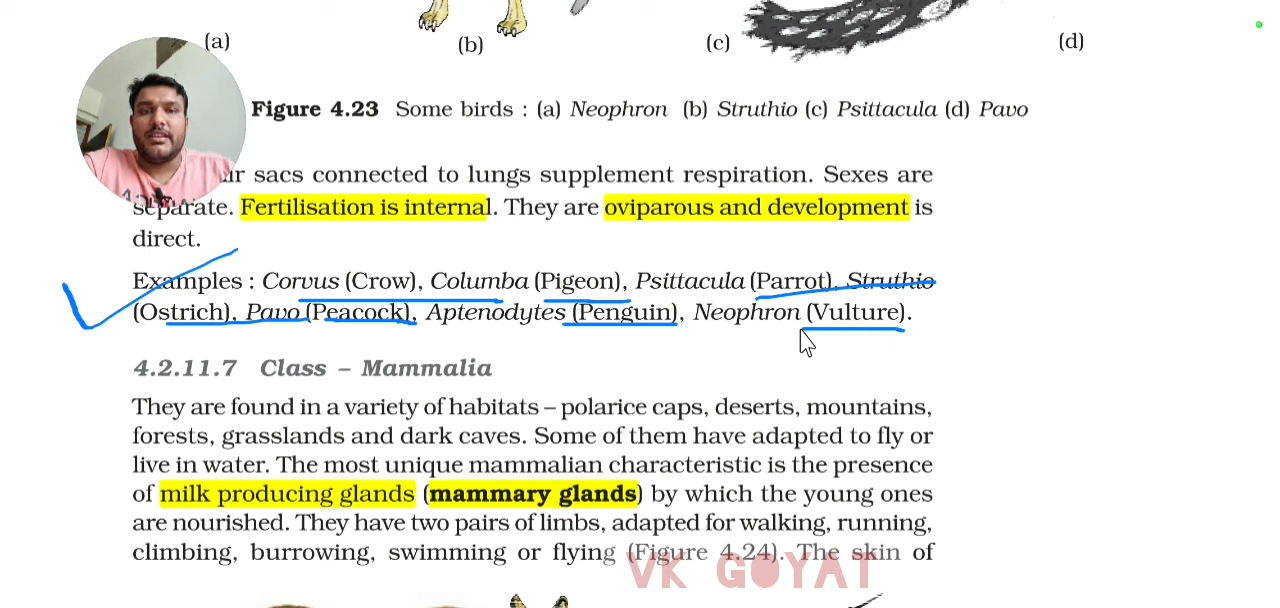 (a)
(b)
(c)
(d)
Figure 4.23 Some birds : (a) Neophron (b) Struthio (c) Psittacula (d) Pavo
sacs connected to lungs supplement respiration. Sexes are
separate. Fertilisation is internal. They are oviparous and development is
direct.
Examples : Corvus (Crow), Columba (Pigeon), Psittacula (Parrot), Struthio
(Ostrich), Pavo (Peacock), Aptenodytes (Penguin), Neophron (Vulture).
4.2.11.7 Class – Mammalia
They are found in a variety of habitats – polarice caps, deserts, mountains,
forests, grasslands and dark caves. Some of them have adapted to fly or
live in water. The most unique mammalian characteristic is the presence
of milk producing glands (mammary glands) by which the young ones
are nourished. They have two pairs of limbs, adapted for walking, running,
climbing, burrowing, swimming or flying (Figure 4.24). The skin of
VK GOYAT